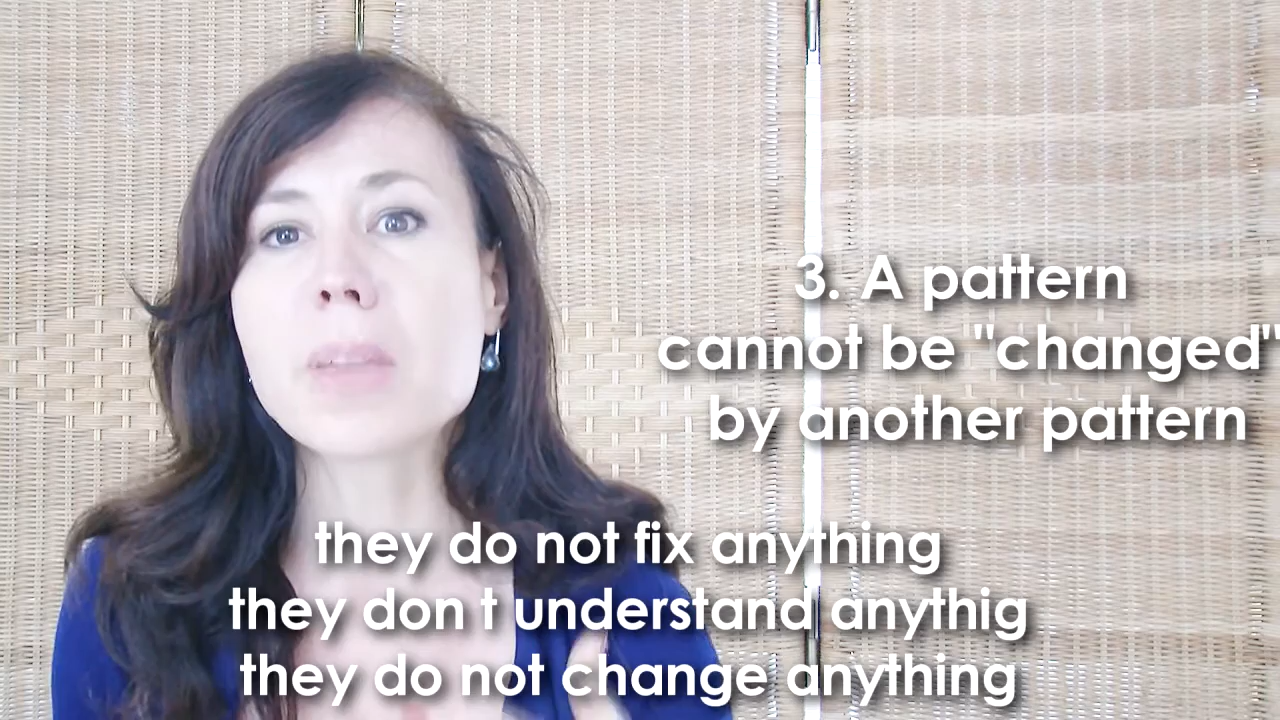 3. A pattern
cannot be "changed"
by another pattern
they do not fix anything
they don t understand anythig
they do not change anything